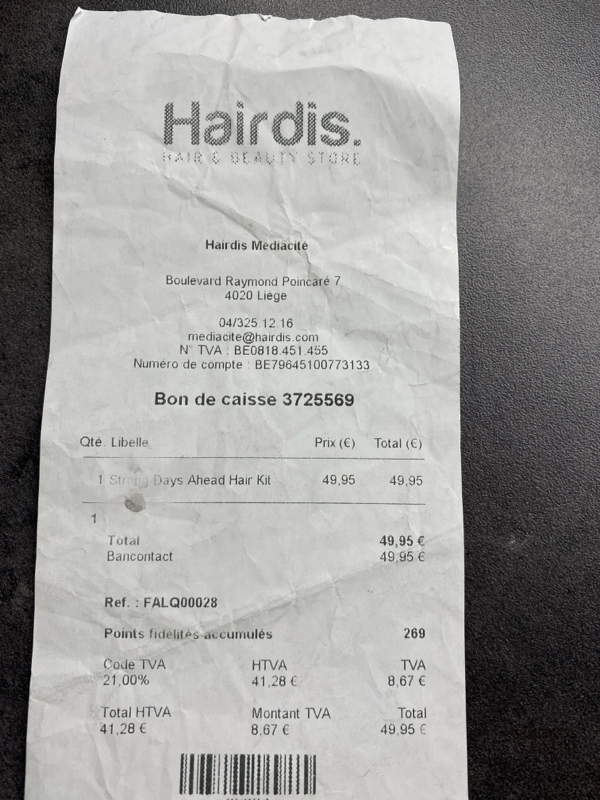 Hairdis.
HAIR & BEAUTY STORE
Hairdis Médiacité
Boulevard Raymond Poincaré 7
4020 Liège
04/325.12.16
mediacite@hairdis.com
N° TVA : BE0818.451.455
Numéro de compte : BE79645100773133
Bon de caisse 3725569
Qté. Libellé Prix (€) Total (€)
1 Strong Days Ahead Hair Kit 49,95 49,95
1
Total 49,95 €
Bancontact 49,95 €
Ref. : FALQ00028
Points fidélités accumulés 269
Code TVA HTVA TVA
21,00% 41,28 € 8,67 €
Total HTVA Montant TVA Total
41,28 € 8,67 € 49,95 €